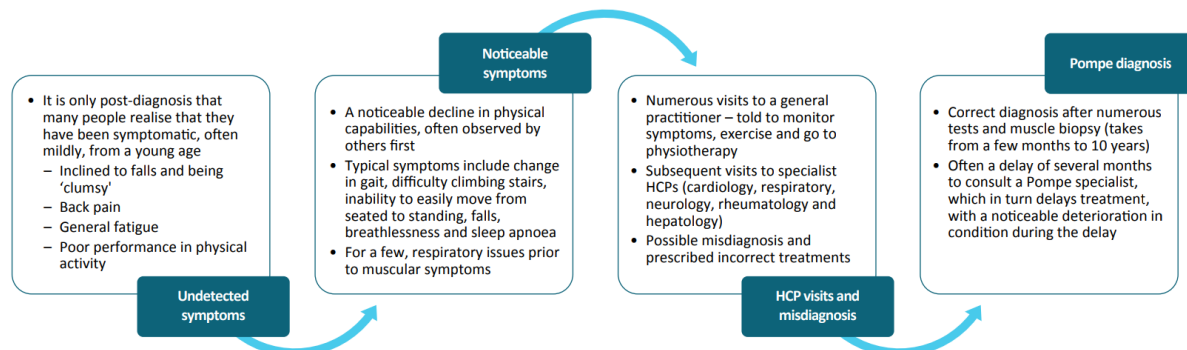 Undetected
symptoms
• It is only post-diagnosis that
many people realise that they
have been symptomatic, often
mildly, from a young age
– Inclined to falls and being
‘clumsy'
– Back pain
– General fatigue
– Poor performance in physical
activity
Noticeable
symptoms
• A noticeable decline in physical
capabilities, often observed by
others first
• Typical symptoms include change
in gait, difficulty climbing stairs,
inability to easily move from
seated to standing, falls,
breathlessness and sleep apnoea
• For a few, respiratory issues prior
to muscular symptoms
HCP visits and
misdiagnosis
• Numerous visits to a general
practitioner – told to monitor
symptoms, exercise and go to
physiotherapy
• Subsequent visits to specialist
HCPs (cardiology, respiratory,
neurology, rheumatology and
hepatology)
• Possible misdiagnosis and
prescribed incorrect treatments
Pompe diagnosis
• Correct diagnosis after numerous
tests and muscle biopsy (takes
from a few months to 10 years)
• Often a delay of several months
to consult a Pompe specialist,
which in turn delays treatment,
with a noticeable deterioration in
condition during the delay